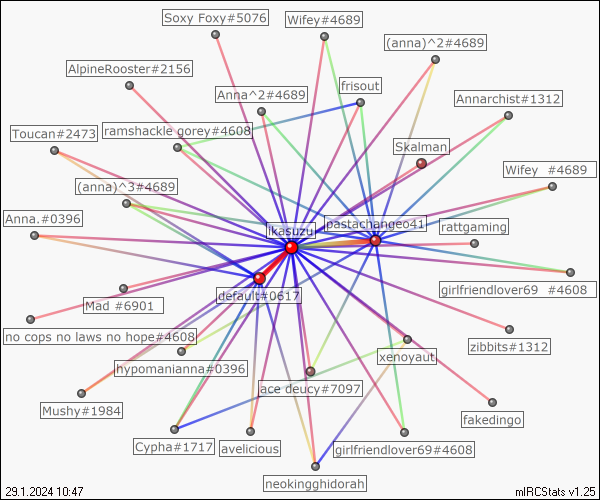 Soxy Foxy#5076
Wifey#4689
(anna)^2#4689
AlpineRooster#2156
frisout
Anna^2#4689
Annarchist#1312
Toucan#2473
ramshackle gorey#4608
Skalman
Wifey #4689
(anna)^3#4689
Anna.#0396
ikasuzu
pastachangeo41
rattgaming
girlfriendlover69 #4608
default#0617
Mad #6901
no cops no laws no hope#4608
zibbits#1312
xenoyaut
hypomanianna#0396
ace deucy#7097
Mushy#1984
fakedingo
Cypha#1717
avelicious
girlfriendlover69#4608
neokingghidorah
29.1.2024 10:47
mIRCStats v1.25